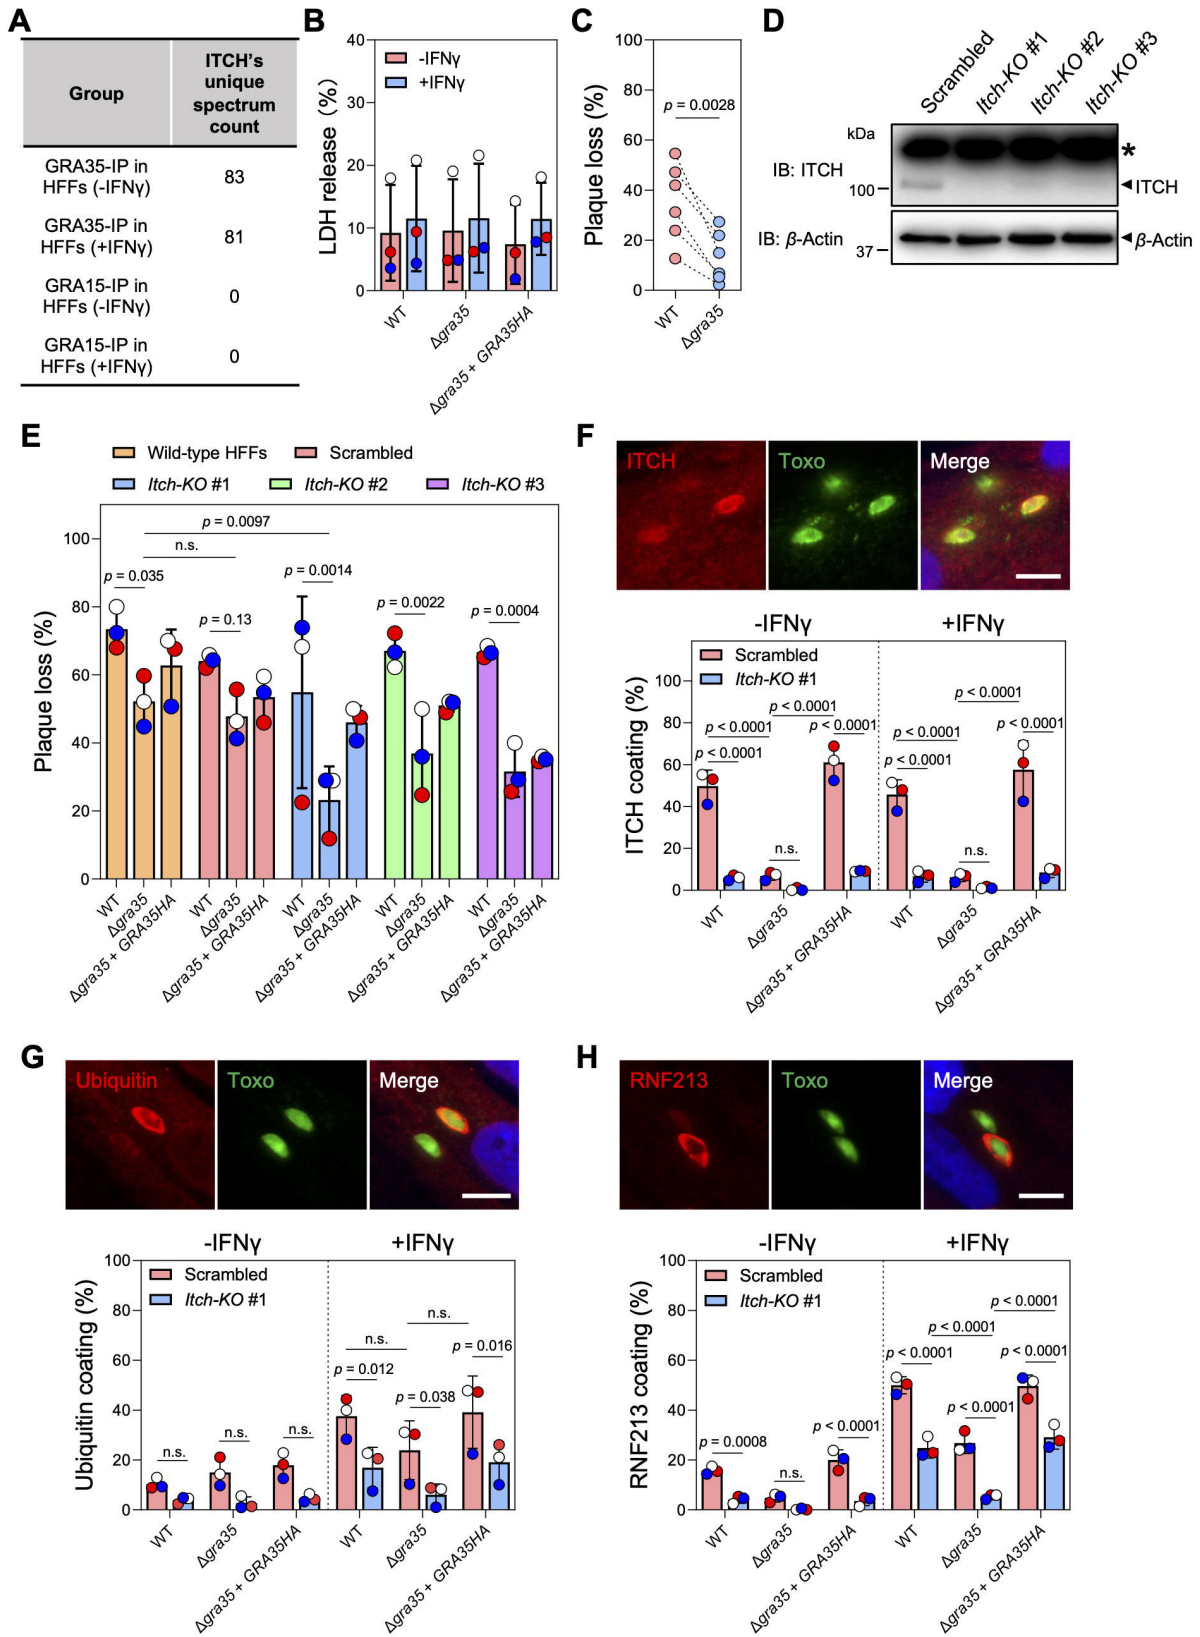 A
Group
ITCH's
unique
spectrum
count
GRA35-IP in
HFFs (-IFNγ)
83
GRA35-IP in
HFFs (+IFNγ)
81
GRA15-IP in
HFFs (-IFNγ)
0
GRA15-IP in
HFFs (+IFNγ)
0
B
LDH release (%)
40
30
20
10
0
-IFNγ
+IFNγ
WT
Δgra35
Δgra35 + GRA35HA
C
Plaque loss (%)
100
80
60
40
20
0
p = 0.0028
WT
Δgra35
D
Scrambled
Itch-KO #1
Itch-KO #2
Itch-KO #3
kDa
IB: ITCH
100
*
ITCH
IB: β-Actin
37
β-Actin
E
Wild-type HFFs
Scrambled
Itch-KO #1
Itch-KO #2
Itch-KO #3
Plaque loss (%)
100
80
60
40
20
0
p = 0.0097
n.s.
p = 0.035
p = 0.13
p = 0.0014
p = 0.0022
p = 0.0004
WT
Δgra35
Δgra35 + GRA35HA
WT
Δgra35
Δgra35 + GRA35HA
WT
Δgra35
Δgra35 + GRA35HA
WT
Δgra35
Δgra35 + GRA35HA
WT
Δgra35
Δgra35 + GRA35HA
F
ITCH
Toxo
Merge
-IFNγ
+IFNγ
Scrambled
Itch-KO #1
ITCH coating (%)
100
80
60
40
20
0
p < 0.0001
p < 0.0001
p < 0.0001
p < 0.0001
n.s.
p < 0.0001
p < 0.0001
p < 0.0001
p < 0.0001
n.s.
WT
Δgra35
Δgra35 + GRA35HA
WT
Δgra35
Δgra35 + GRA35HA
G
Ubiquitin
Toxo
Merge
-IFNγ
+IFNγ
Scrambled
Itch-KO #1
Ubiquitin coating (%)
100
80
60
40
20
0
n.s.
n.s.
n.s.
n.s.
n.s.
p = 0.012
p = 0.038
p = 0.016
WT
Δgra35
Δgra35 + GRA35HA
WT
Δgra35
Δgra35 + GRA35HA
H
RNF213
Toxo
Merge
-IFNγ
+IFNγ
Scrambled
Itch-KO #1
RNF213 coating (%)
100
80
60
40
20
0
p = 0.0008
n.s.
p < 0.0001
p < 0.0001
p < 0.0001
p < 0.0001
p < 0.0001
p < 0.0001
WT
Δgra35
Δgra35 + GRA35HA
WT
Δgra35
Δgra35 + GRA35HA